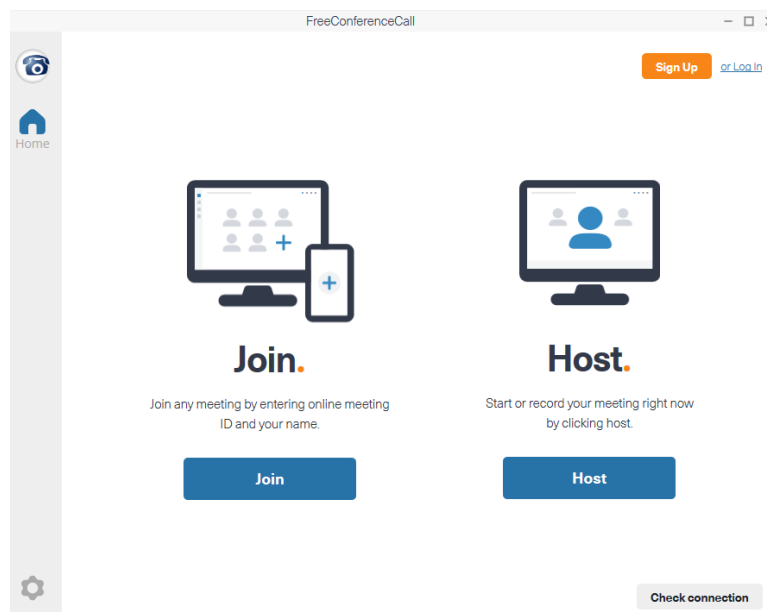 FreeConferenceCall
Sign Up
or Log In
Home
Join.
Join any meeting by entering online meeting
ID and your name.
Join
Host.
Start or record your meeting right now
by clicking host.
Host
Check connection